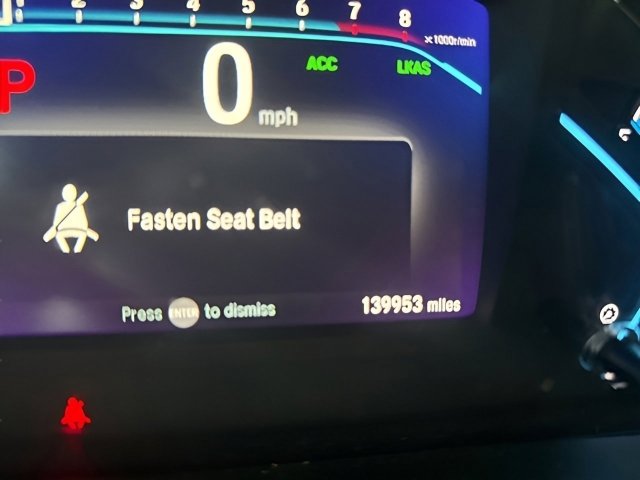 1 2 3 4 5 6 7 8
x1000r/min
ACC LKAS
P 0 mph
Fasten Seat Belt
Press ENTER to dismiss 139953 miles